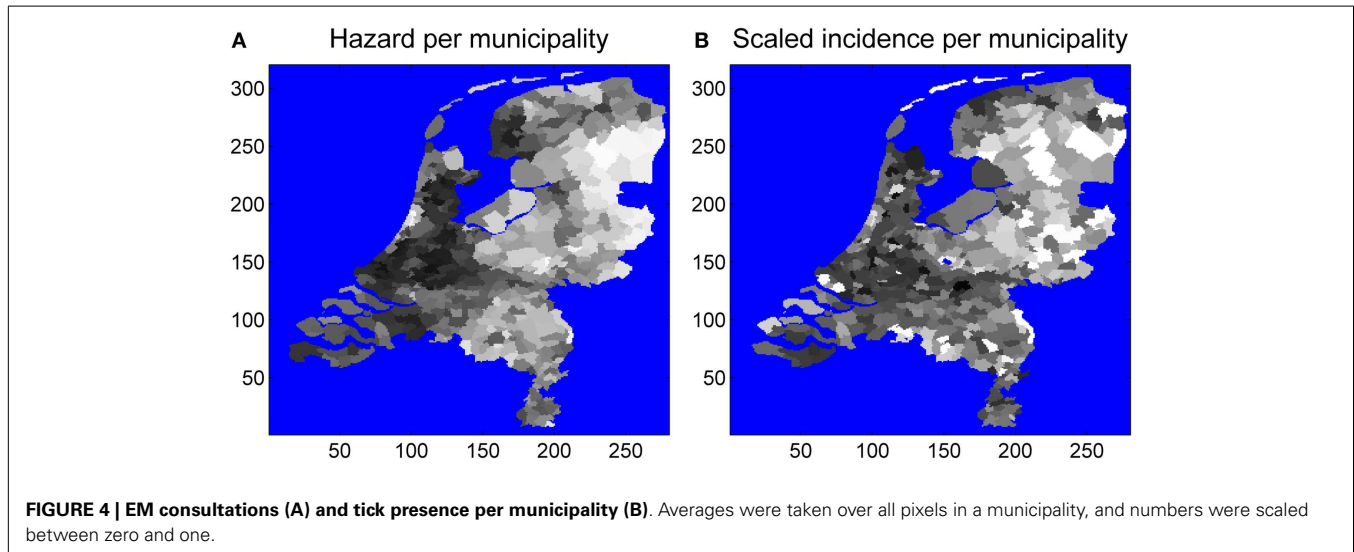 A Hazard per municipality
B Scaled incidence per municipality
300
250
200
150
100
50
50 100 150 200 250
300
250
200
150
100
50
50 100 150 200 250
FIGURE 4 | EM consultations (A) and tick presence per municipality (B). Averages were taken over all pixels in a municipality, and numbers were scaled
between zero and one.